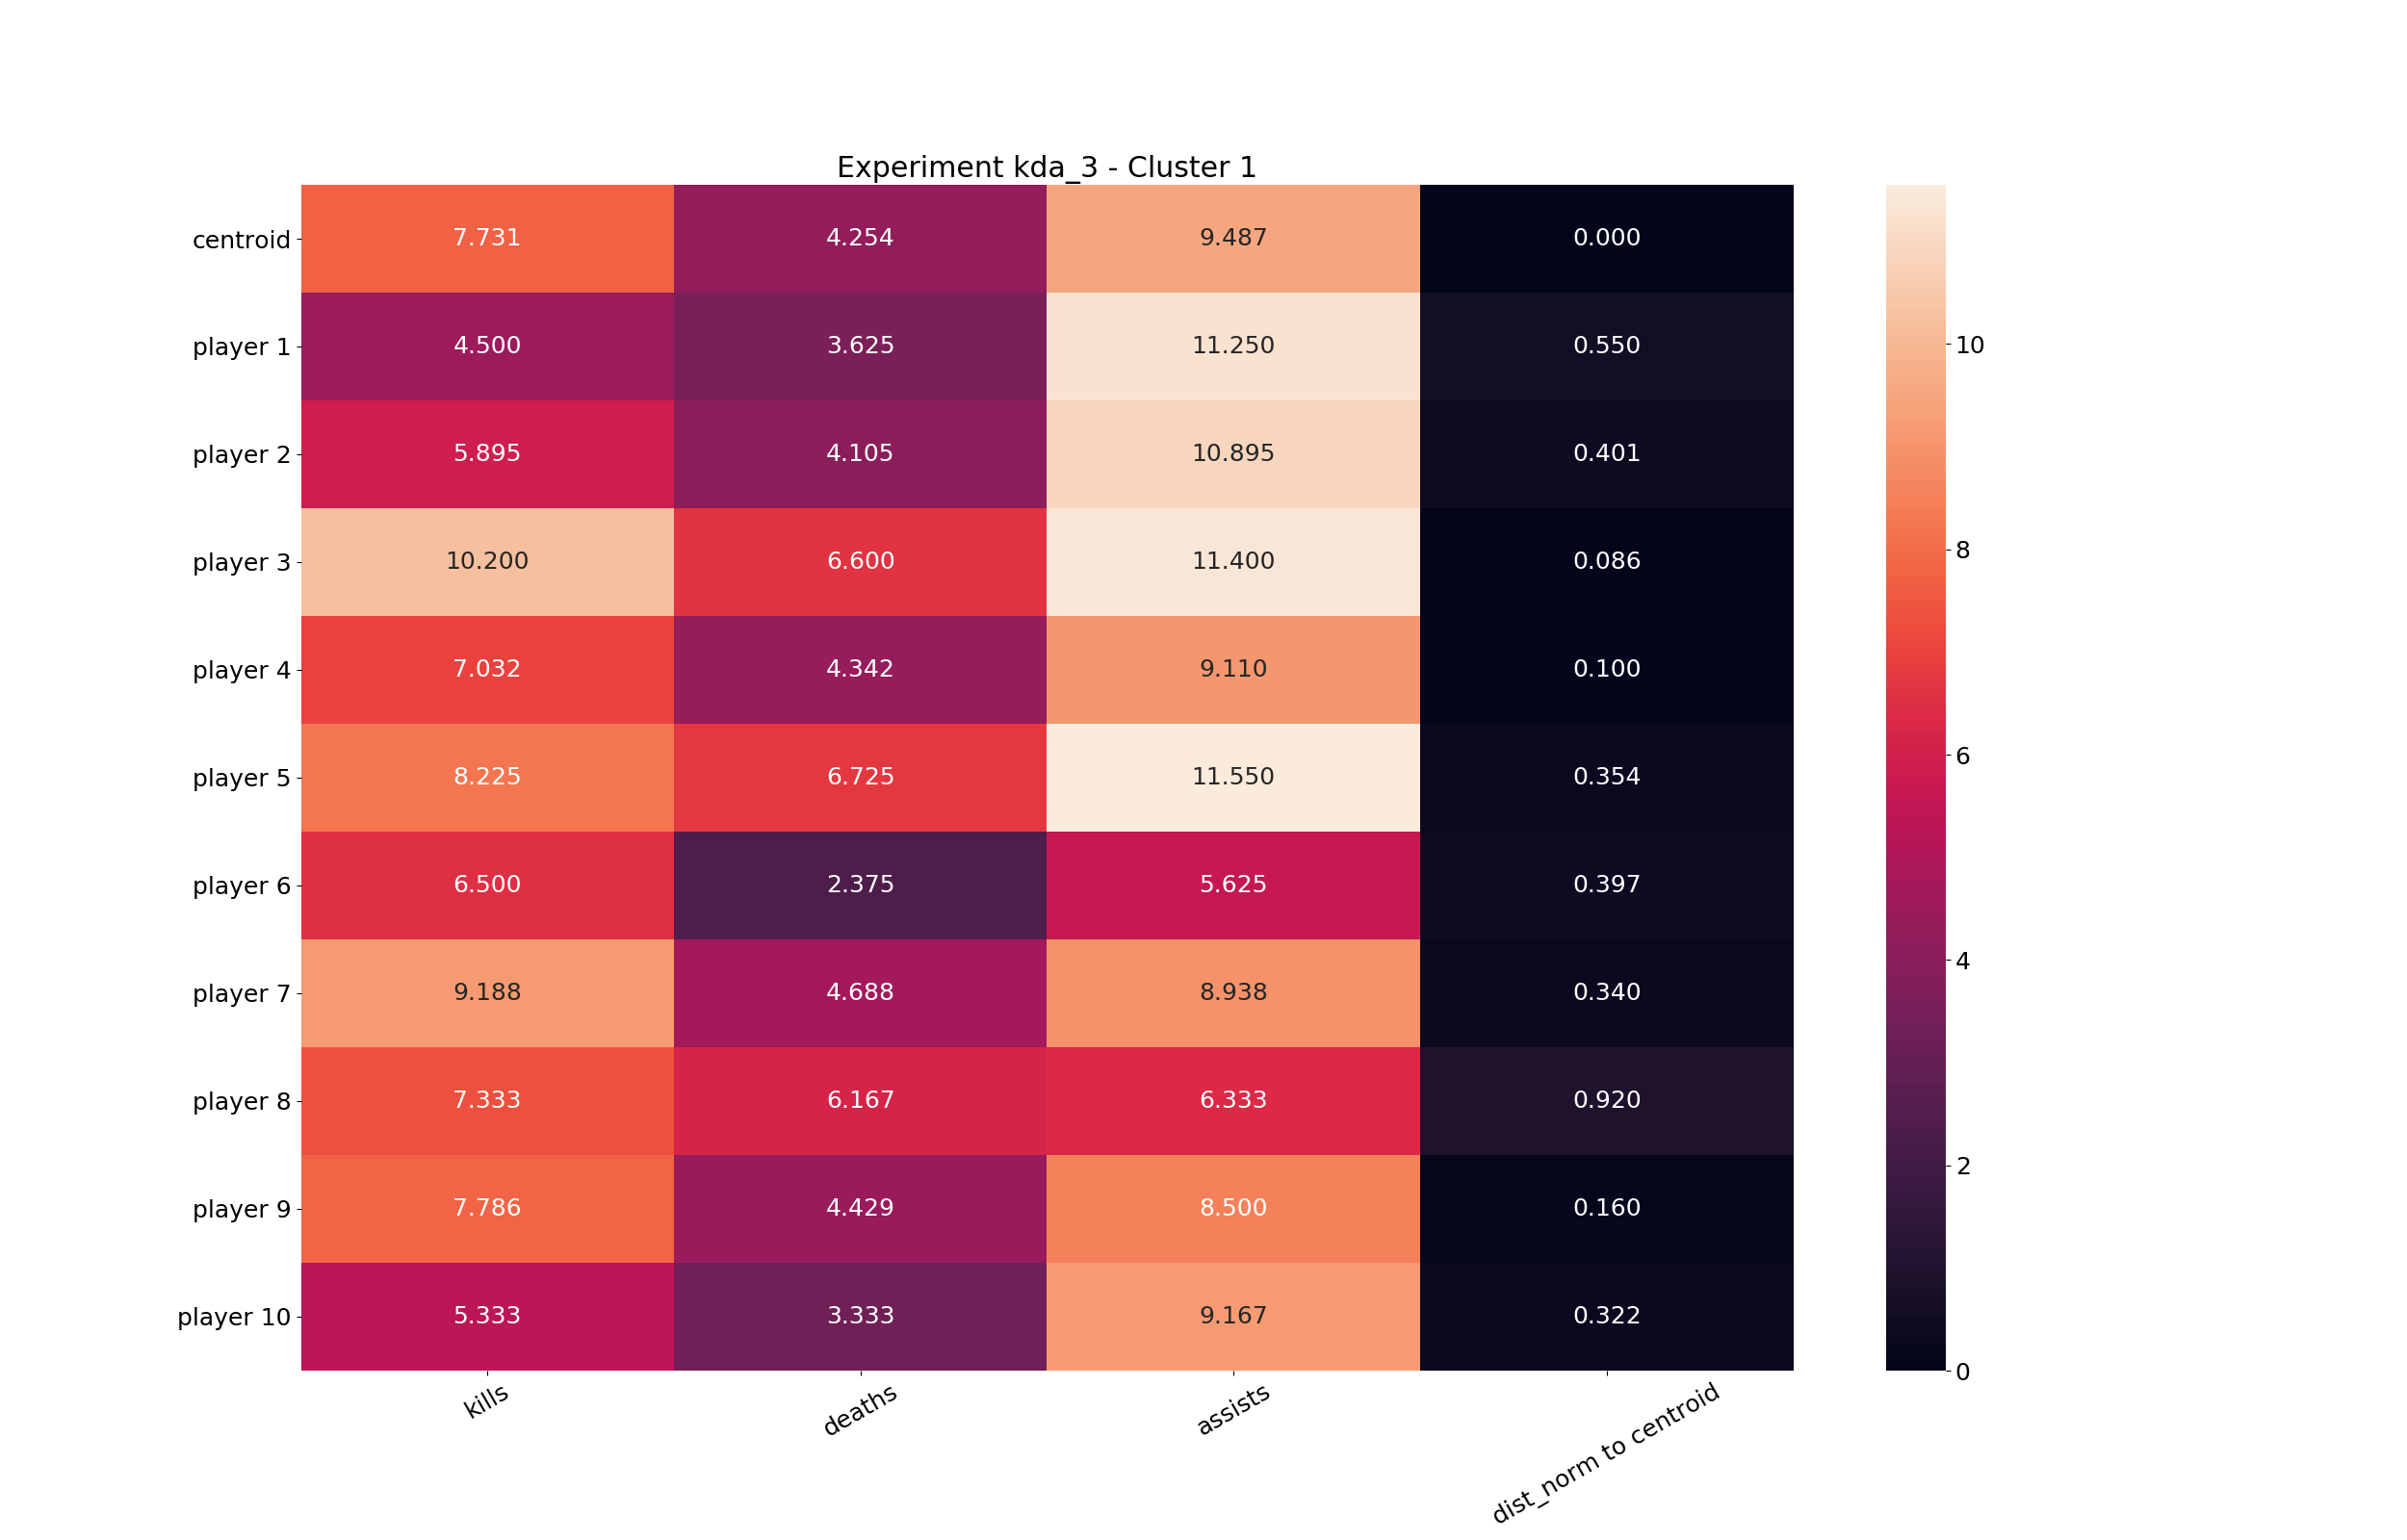 Experiment kda_3 - Cluster 1
centroid 7.731 4.254 9.487 0.000
player 1 4.500 3.625 11.250 0.550
player 2 5.895 4.105 10.895 0.401
player 3 10.200 6.600 11.400 0.086
player 4 7.032 4.342 9.110 0.100
player 5 8.225 6.725 11.550 0.354
player 6 6.500 2.375 5.625 0.397
player 7 9.188 4.688 8.938 0.340
player 8 7.333 6.167 6.333 0.920
player 9 7.786 4.429 8.500 0.160
player 10 5.333 3.333 9.167 0.322
kills deaths assists dist_norm to centroid
10
8
6
4
2
0